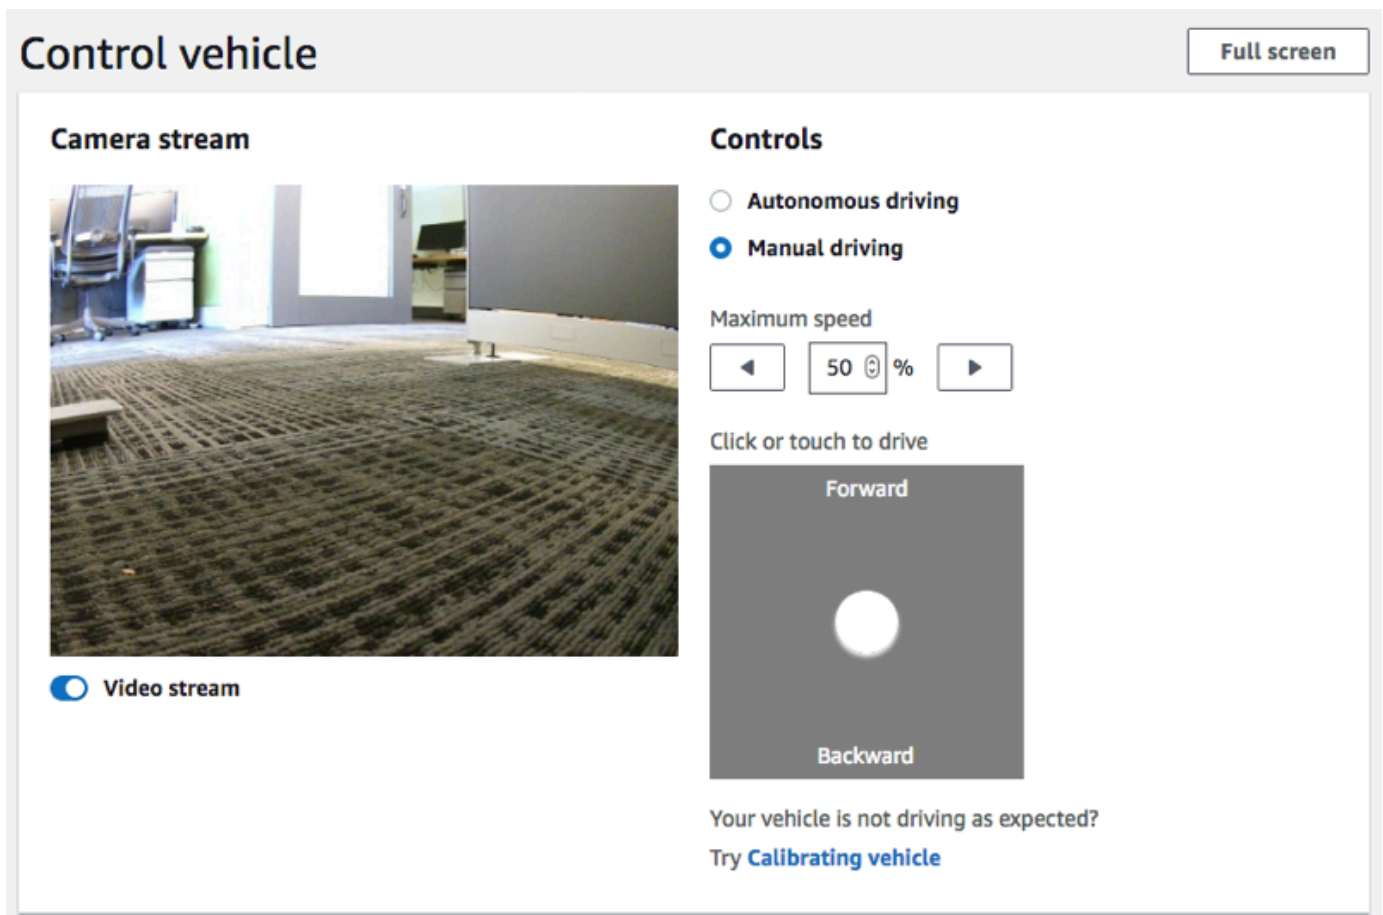 Control vehicle
Full screen
Camera stream
Controls
Autonomous driving
Manual driving
Maximum speed
50 %
Click or touch to drive
Forward
Backward
Video stream
Your vehicle is not driving as expected?
Try Calibrating vehicle